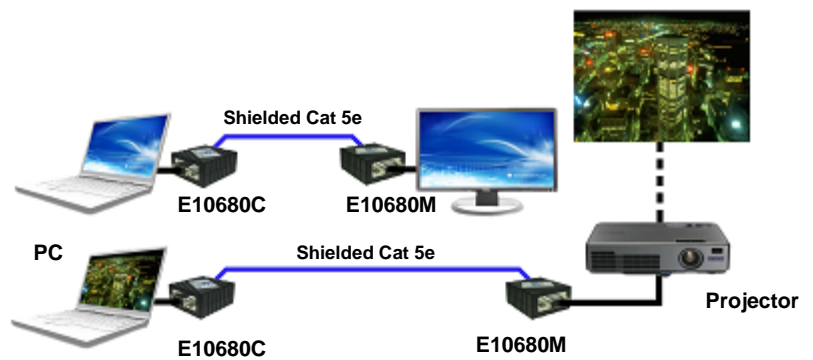 Shielded Cat 5e
E10680C
E10680M
PC
Shielded Cat 5e
Projector
E10680C
E10680M